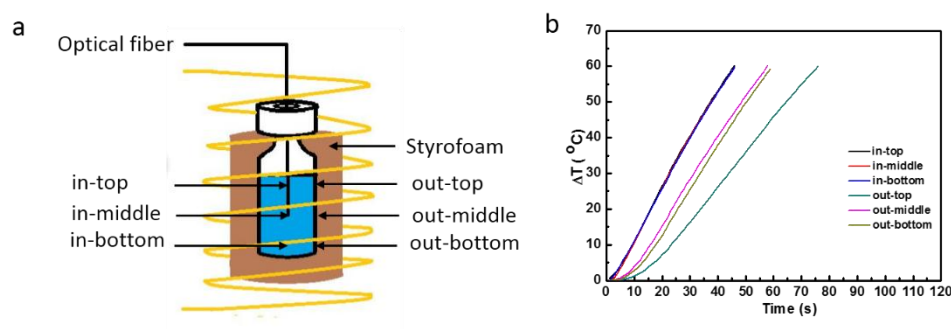 a
Optical fiber
Styrofoam
in-top
out-top
in-middle
out-middle
in-bottom
out-bottom
b
70
60
50
40
30
20
10
0
ΔT (°C)
in-top
in-middle
in-bottom
out-top
out-middle
out-bottom
0 10 20 30 40 50 60 70 80 90 100 110 120
Time (s)